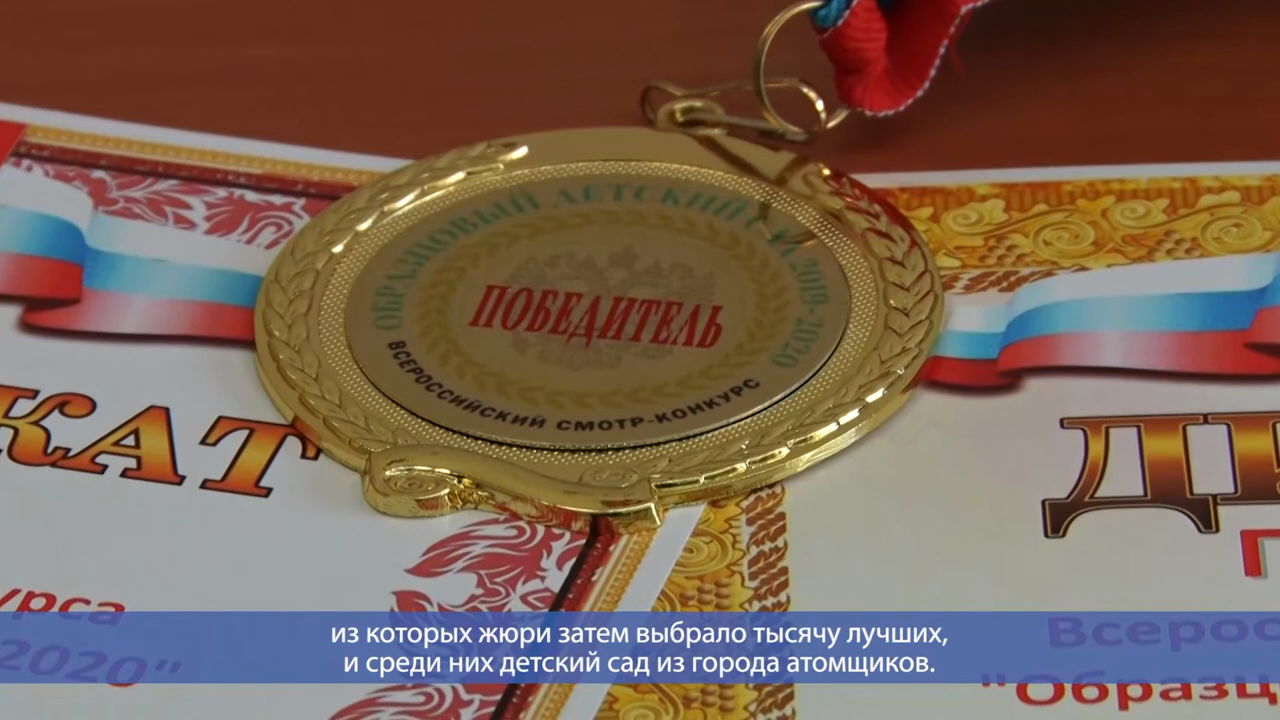 ОБРАЗЦОВЫЙ ДЕТСКИЙ САД 2019-2020
ПОБЕДИТЕЛЬ
ВСЕРОССИЙСКИЙ СМОТР-КОНКУРС
КАТ
ДИ
урса
2020”
Всерос
"Образц
из которых жюри затем выбрало тысячу лучших,
и среди них детский сад из города атомщиков.